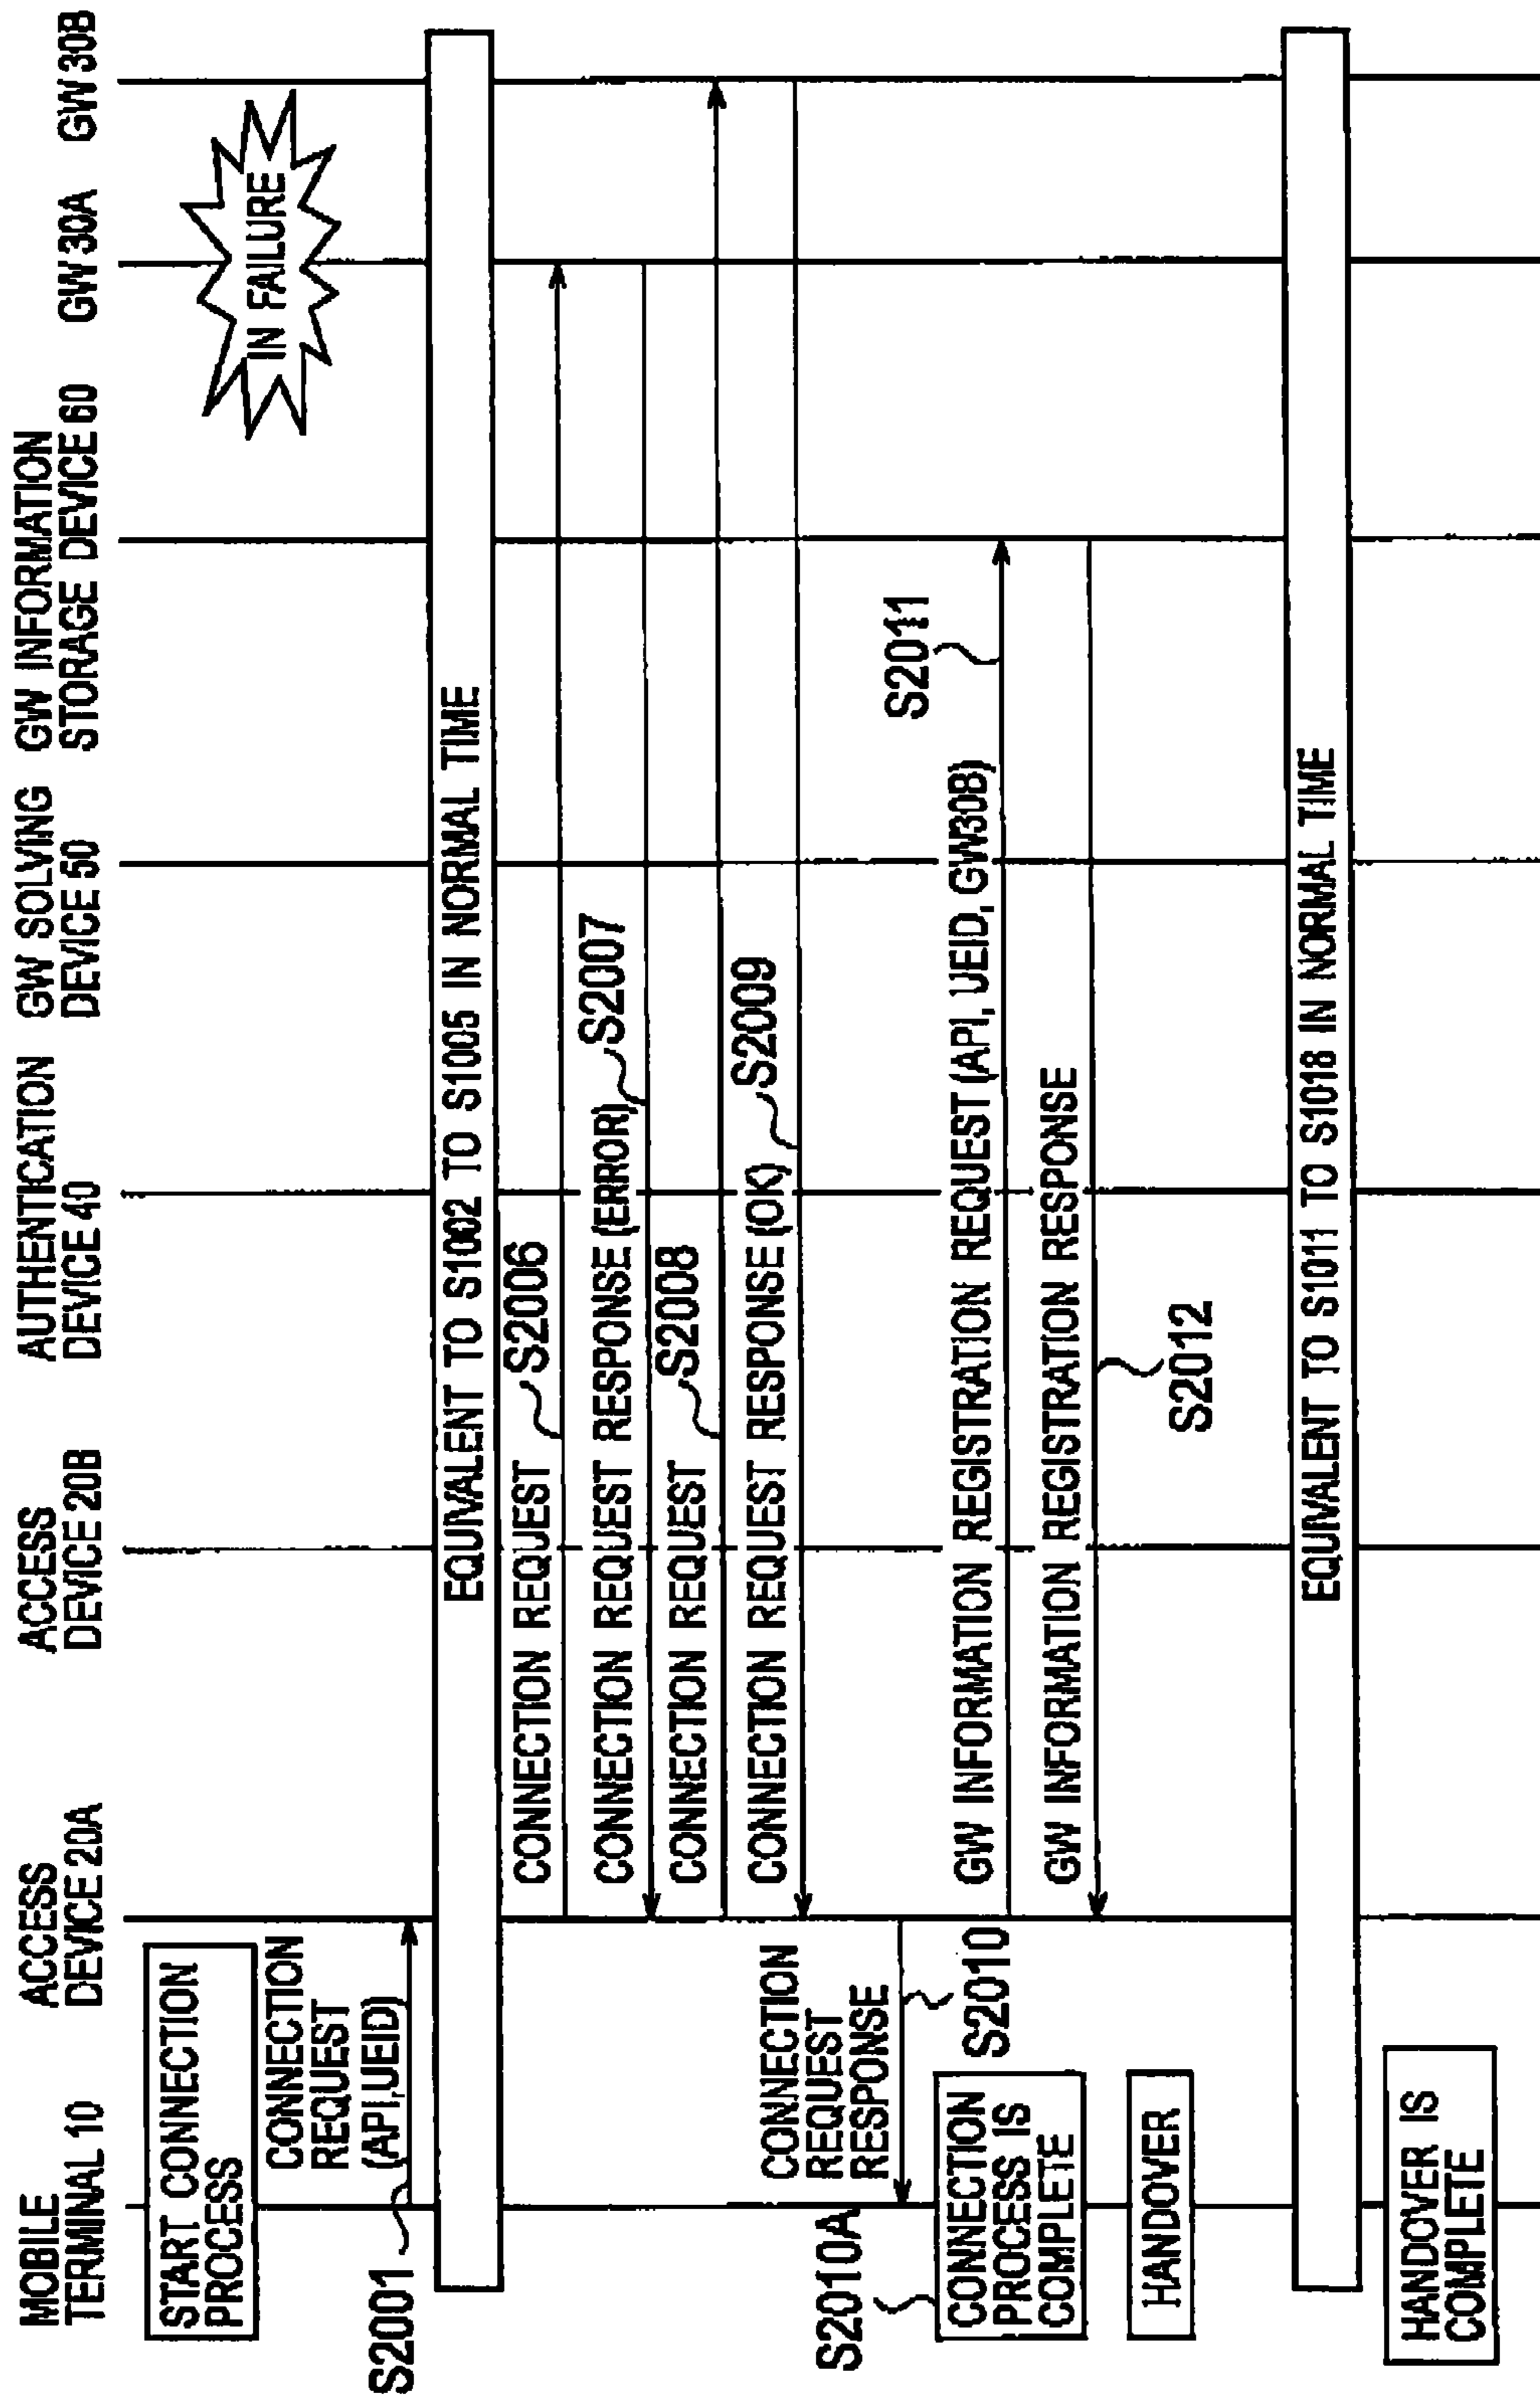 MOBILE
TERMINAL 10
ACCESS
DEVICE 20A
ACCESS
DEVICE 20B
AUTHENTICATION
DEVICE 40
GW SOLVING
DEVICE 50
GW INFORMATION
STORAGE DEVICE 60
GW 30A
GW 30B
START CONNECTION
PROCESS
IN FAILURE
CONNECTION
REQUEST
(API,UEID)
S2001
EQUIVALENT TO S1002 TO S1005 IN NORMAL TIME
CONNECTION REQUEST
S2006
CONNECTION REQUEST RESPONSE (ERROR)
S2007
CONNECTION REQUEST
S2008
CONNECTION REQUEST RESPONSE (OK)
S2009
CONNECTION
REQUEST
RESPONSE
S2010
S2010A
CONNECTION
PROCESS IS
COMPLETE
GW INFORMATION REGISTRATION REQUEST (API, UEID, GW30B)
S2011
GW INFORMATION REGISTRATION RESPONSE
S2012
HANDOVER
EQUIVALENT TO S1011 TO S1018 IN NORMAL TIME
HANDOVER IS
COMPLETE